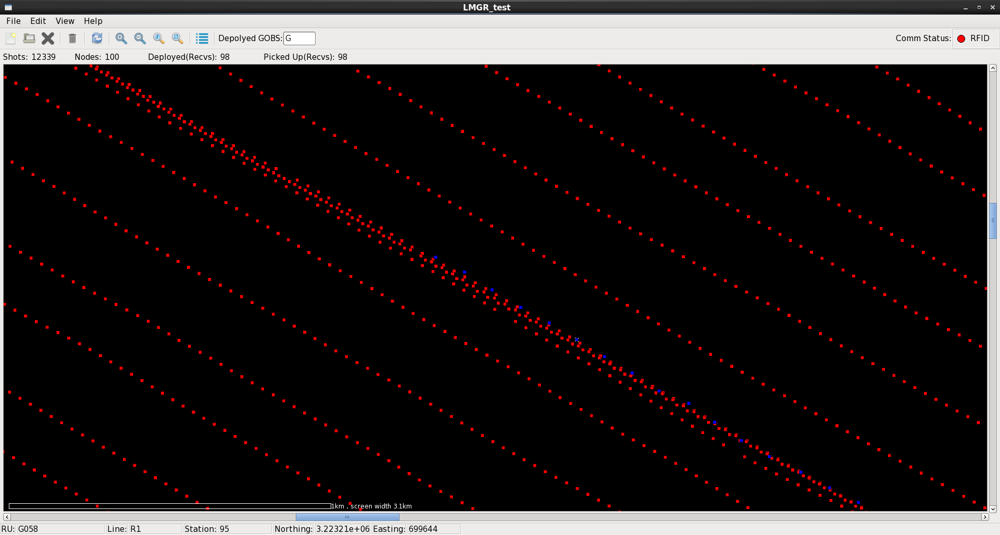 LMGR_test
File Edit View Help
Depolyed GOBS: G Comm Status: RFID
Shots: 12339 Nodes: 100 Deployed(Recvs): 98 Picked Up(Recvs): 98
1km , screen width 3.1km
RU: G058 Line: R1 Station: 95 Northing: 3.22321e+06 Easting: 699644